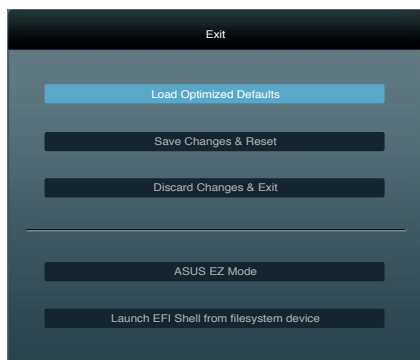 Exit
Load Optimized Defaults
Save Changes & Reset
Discard Changes & Exit
ASUS EZ Mode
Launch EFI Shell from filesystem device